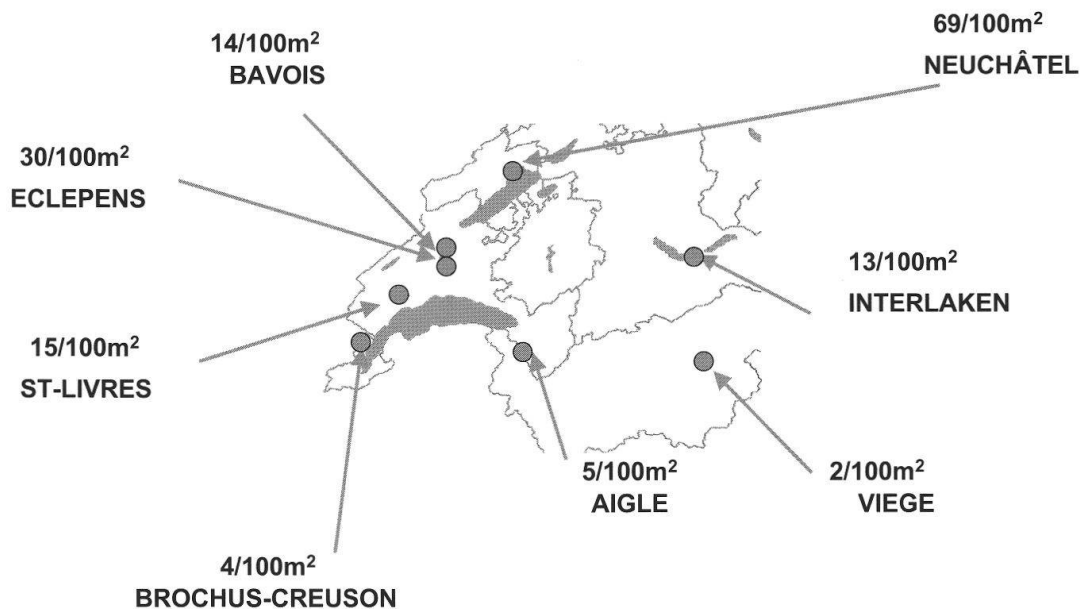 14/100m²
BAVOIS
69/100m²
NEUCHÂTEL
30/100m²
ECLEPENS
13/100m²
INTERLAKEN
15/100m²
ST-LIVRES
5/100m²
AIGLE
2/100m²
VIEGE
4/100m²
BROCHUS-CREUSON